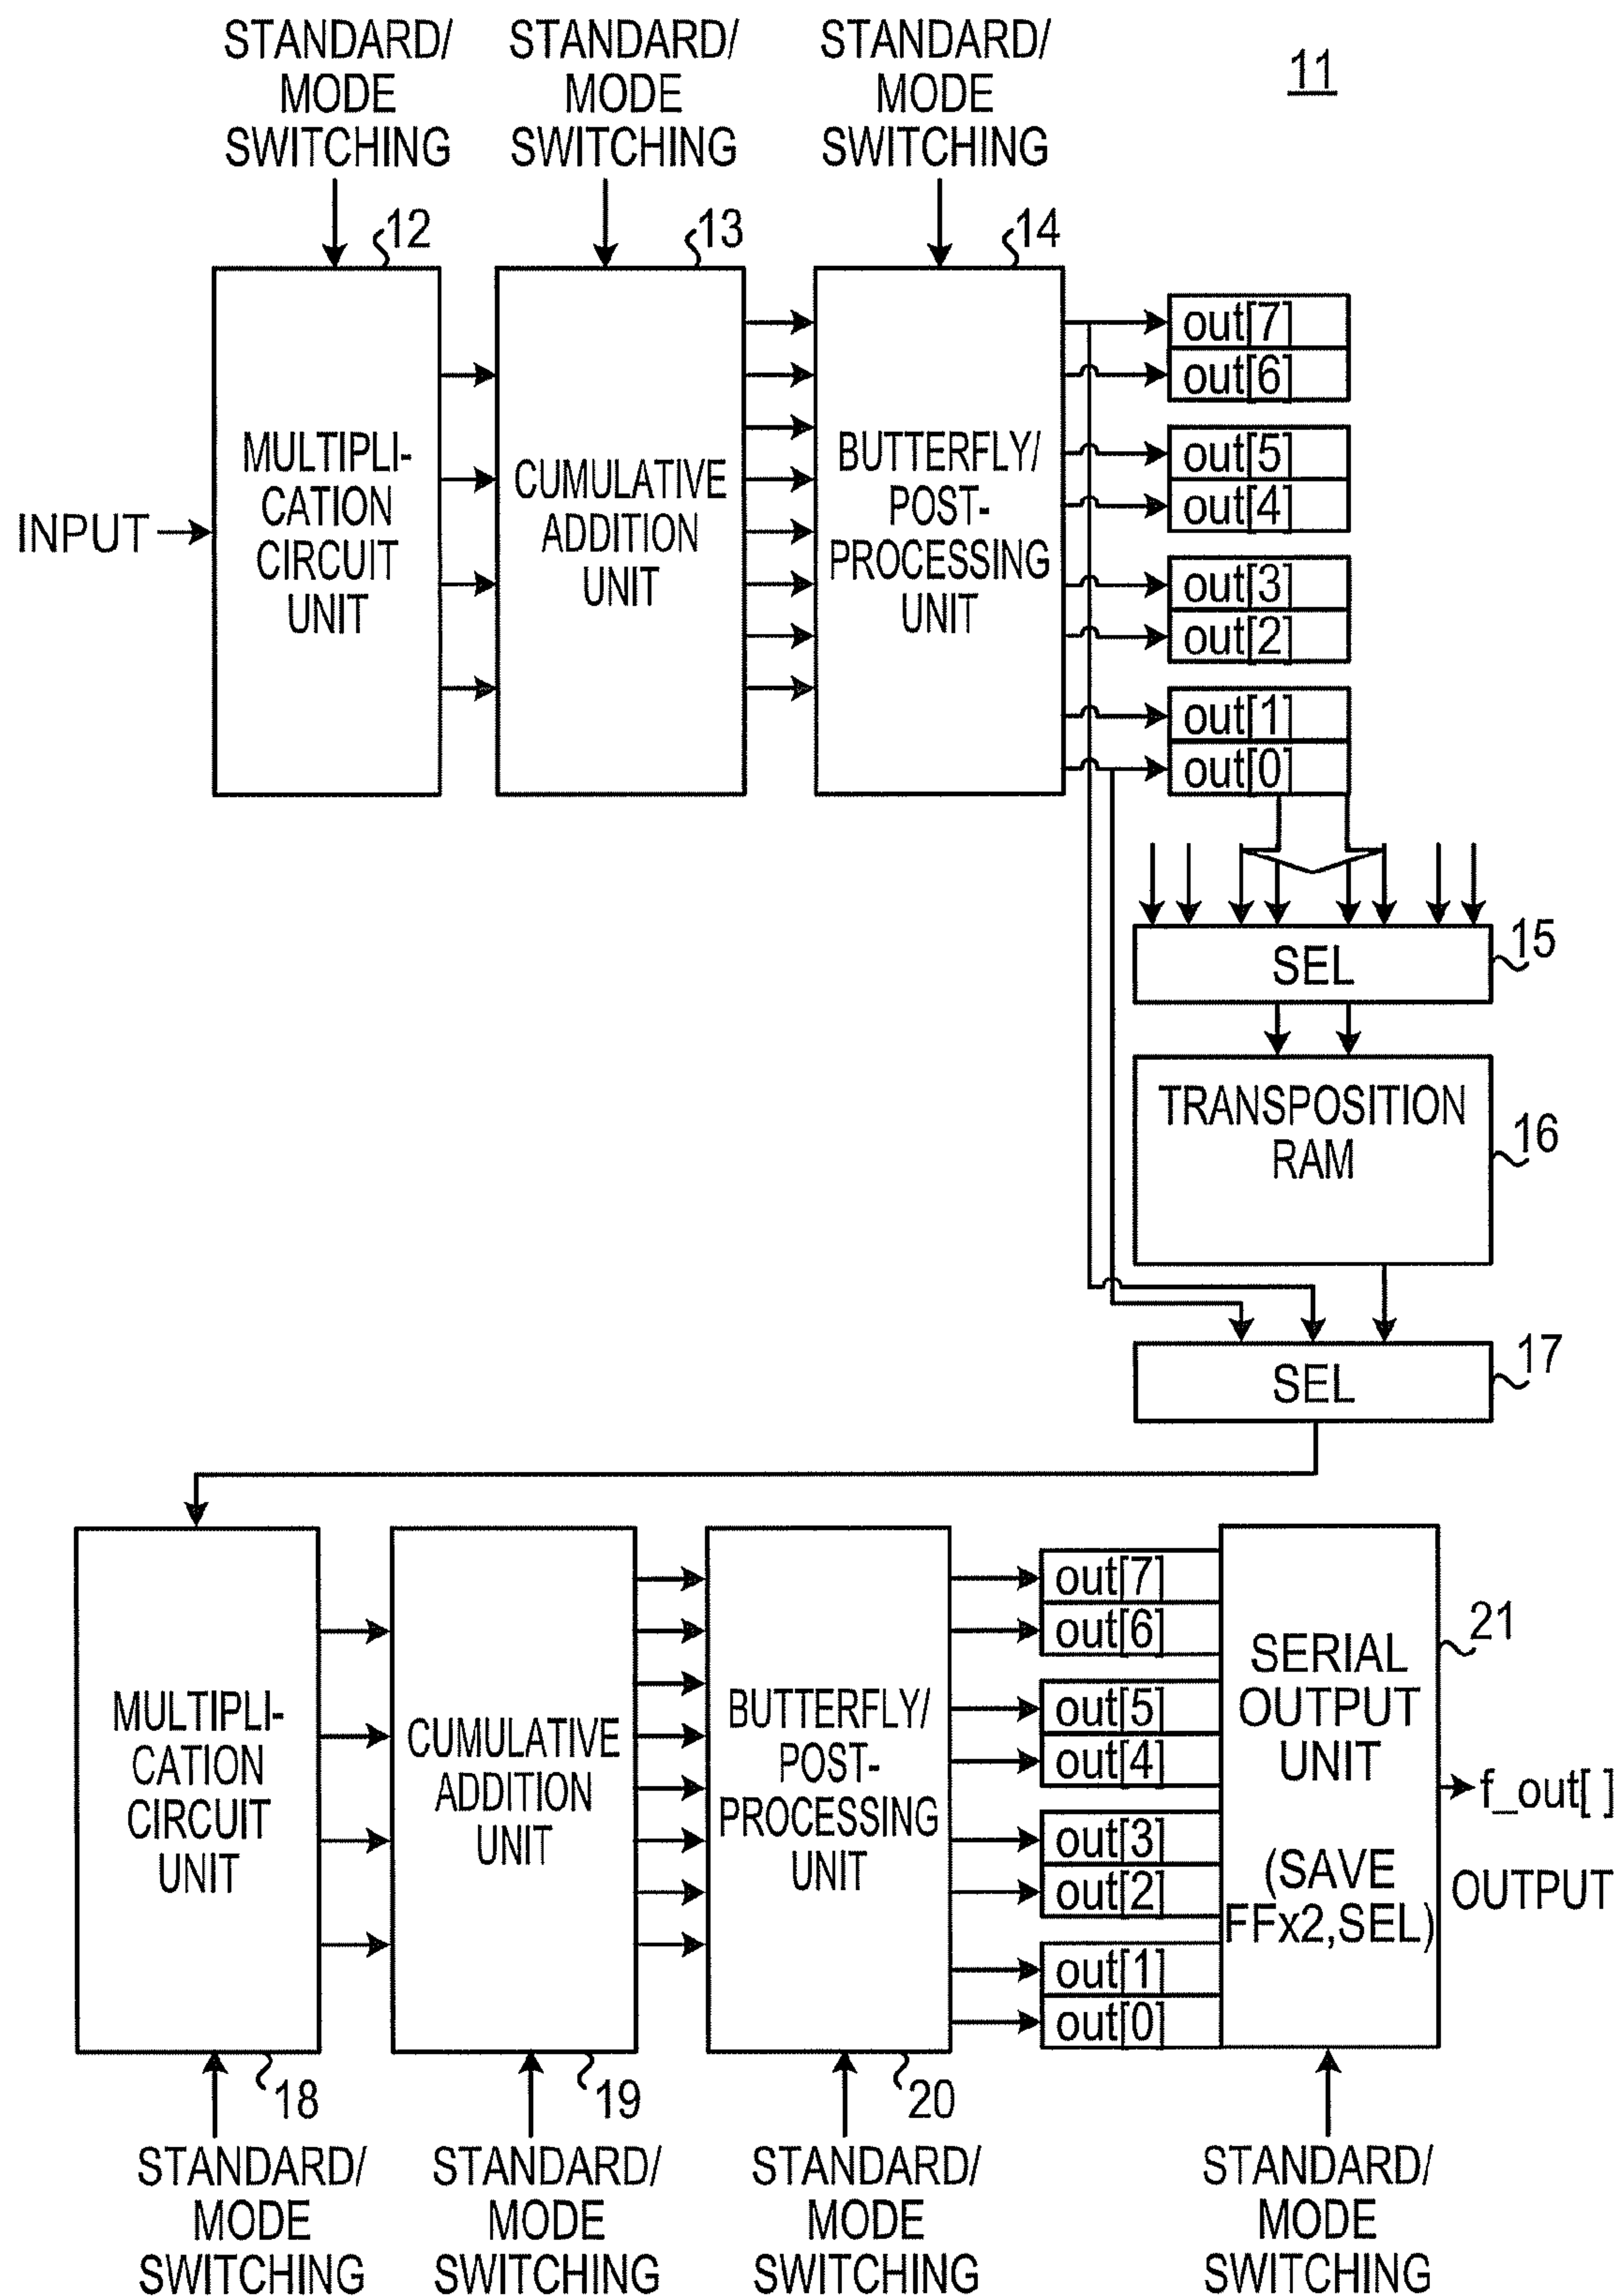 STANDARD/
MODE
SWITCHING
STANDARD/
MODE
SWITCHING
STANDARD/
MODE
SWITCHING
11
12
13
14
INPUT
MULTIPLI-
CATION
CIRCUIT
UNIT
CUMULATIVE
ADDITION
UNIT
BUTTERFLY/
POST-
PROCESSING
UNIT
out[7]
out[6]
out[5]
out[4]
out[3]
out[2]
out[1]
out[0]
SEL
15
TRANSPOSITION
RAM
16
SEL
17
MULTIPLI-
CATION
CIRCUIT
UNIT
CUMULATIVE
ADDITION
UNIT
BUTTERFLY/
POST-
PROCESSING
UNIT
out[7]
out[6]
out[5]
out[4]
out[3]
out[2]
out[1]
out[0]
SERIAL
OUTPUT
UNIT
(SAVE
FFx2,SEL)
21
f_out[ ]
OUTPUT
18
19
20
STANDARD/
MODE
SWITCHING
STANDARD/
MODE
SWITCHING
STANDARD/
MODE
SWITCHING
STANDARD/
MODE
SWITCHING